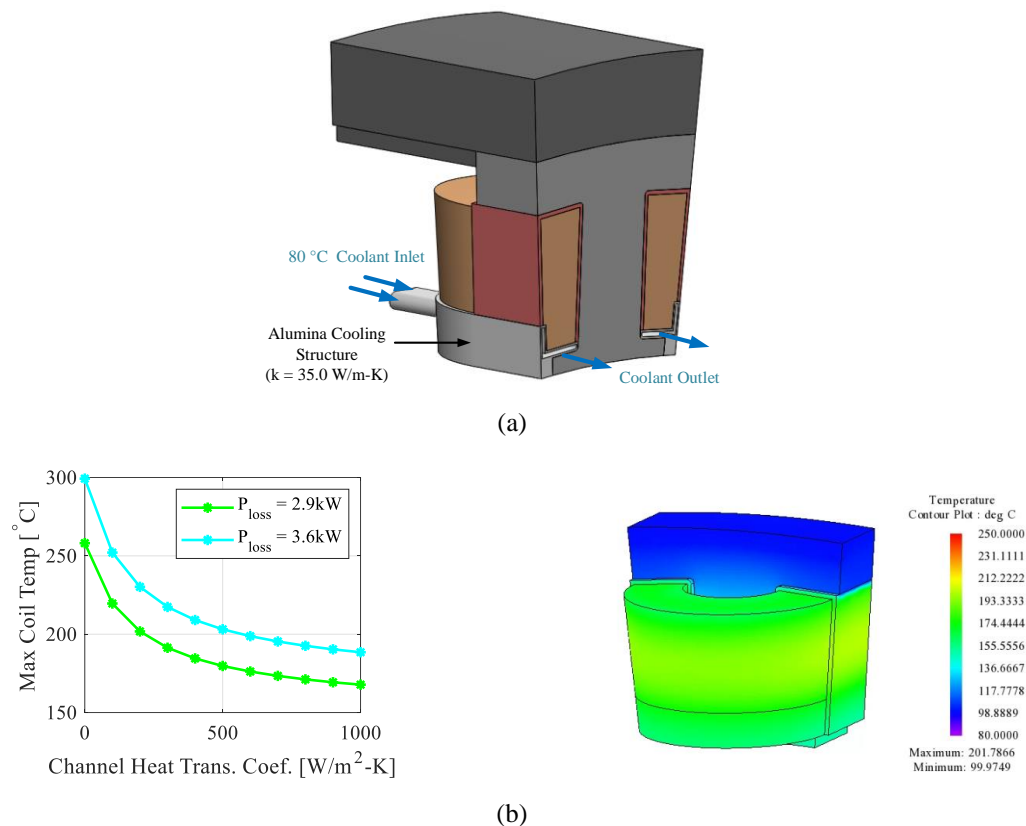 80 °C  Coolant Inlet
Alumina Cooling
Structure
(k = 35.0 W/m-K)
Coolant Outlet
(a)
300
250
200
150
Max Coil Temp [°C]
P_loss = 2.9kW
P_loss = 3.6kW
0
500
1000
Channel Heat Trans. Coef. [W/m²-K]
Temperature
Contour Plot : deg C
250.0000
231.1111
212.2222
193.3333
174.4444
155.5556
136.6667
117.7778
98.8889
80.0000
Maximum: 201.7866
Minimum: 99.9749
(b)